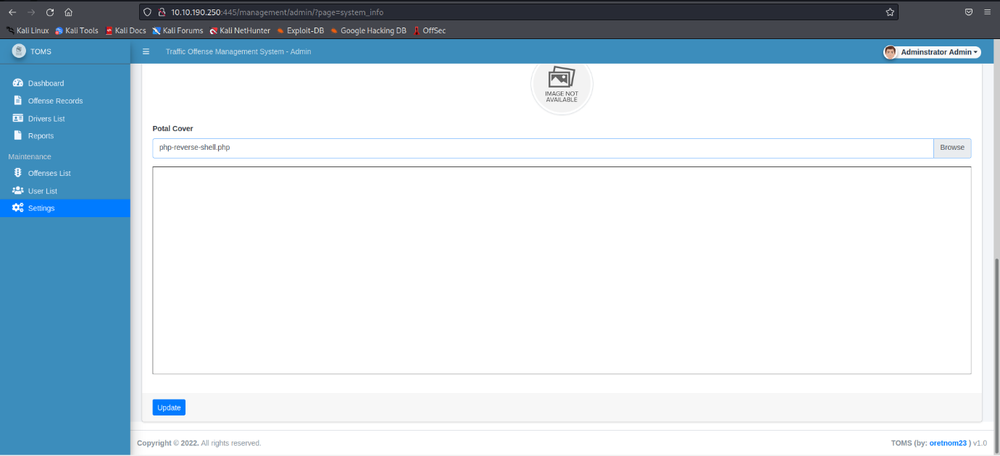 10.10.190.250:445/management/admin/?page=system_info
Kali Linux Kali Tools Kali Docs Kali Forums Kali NetHunter Exploit-DB Google Hacking DB OffSec
TOMS Traffic Offense Management System - Admin Adminstrator Admin
Dashboard
Offense Records
Drivers List
Reports
Maintenance
Offenses List
User List
Settings
IMAGE NOT
AVAILABLE
Potal Cover
php-reverse-shell.php Browse
Update
Copyright © 2022. All rights reserved. TOMS (by: oretnom23 ) v1.0